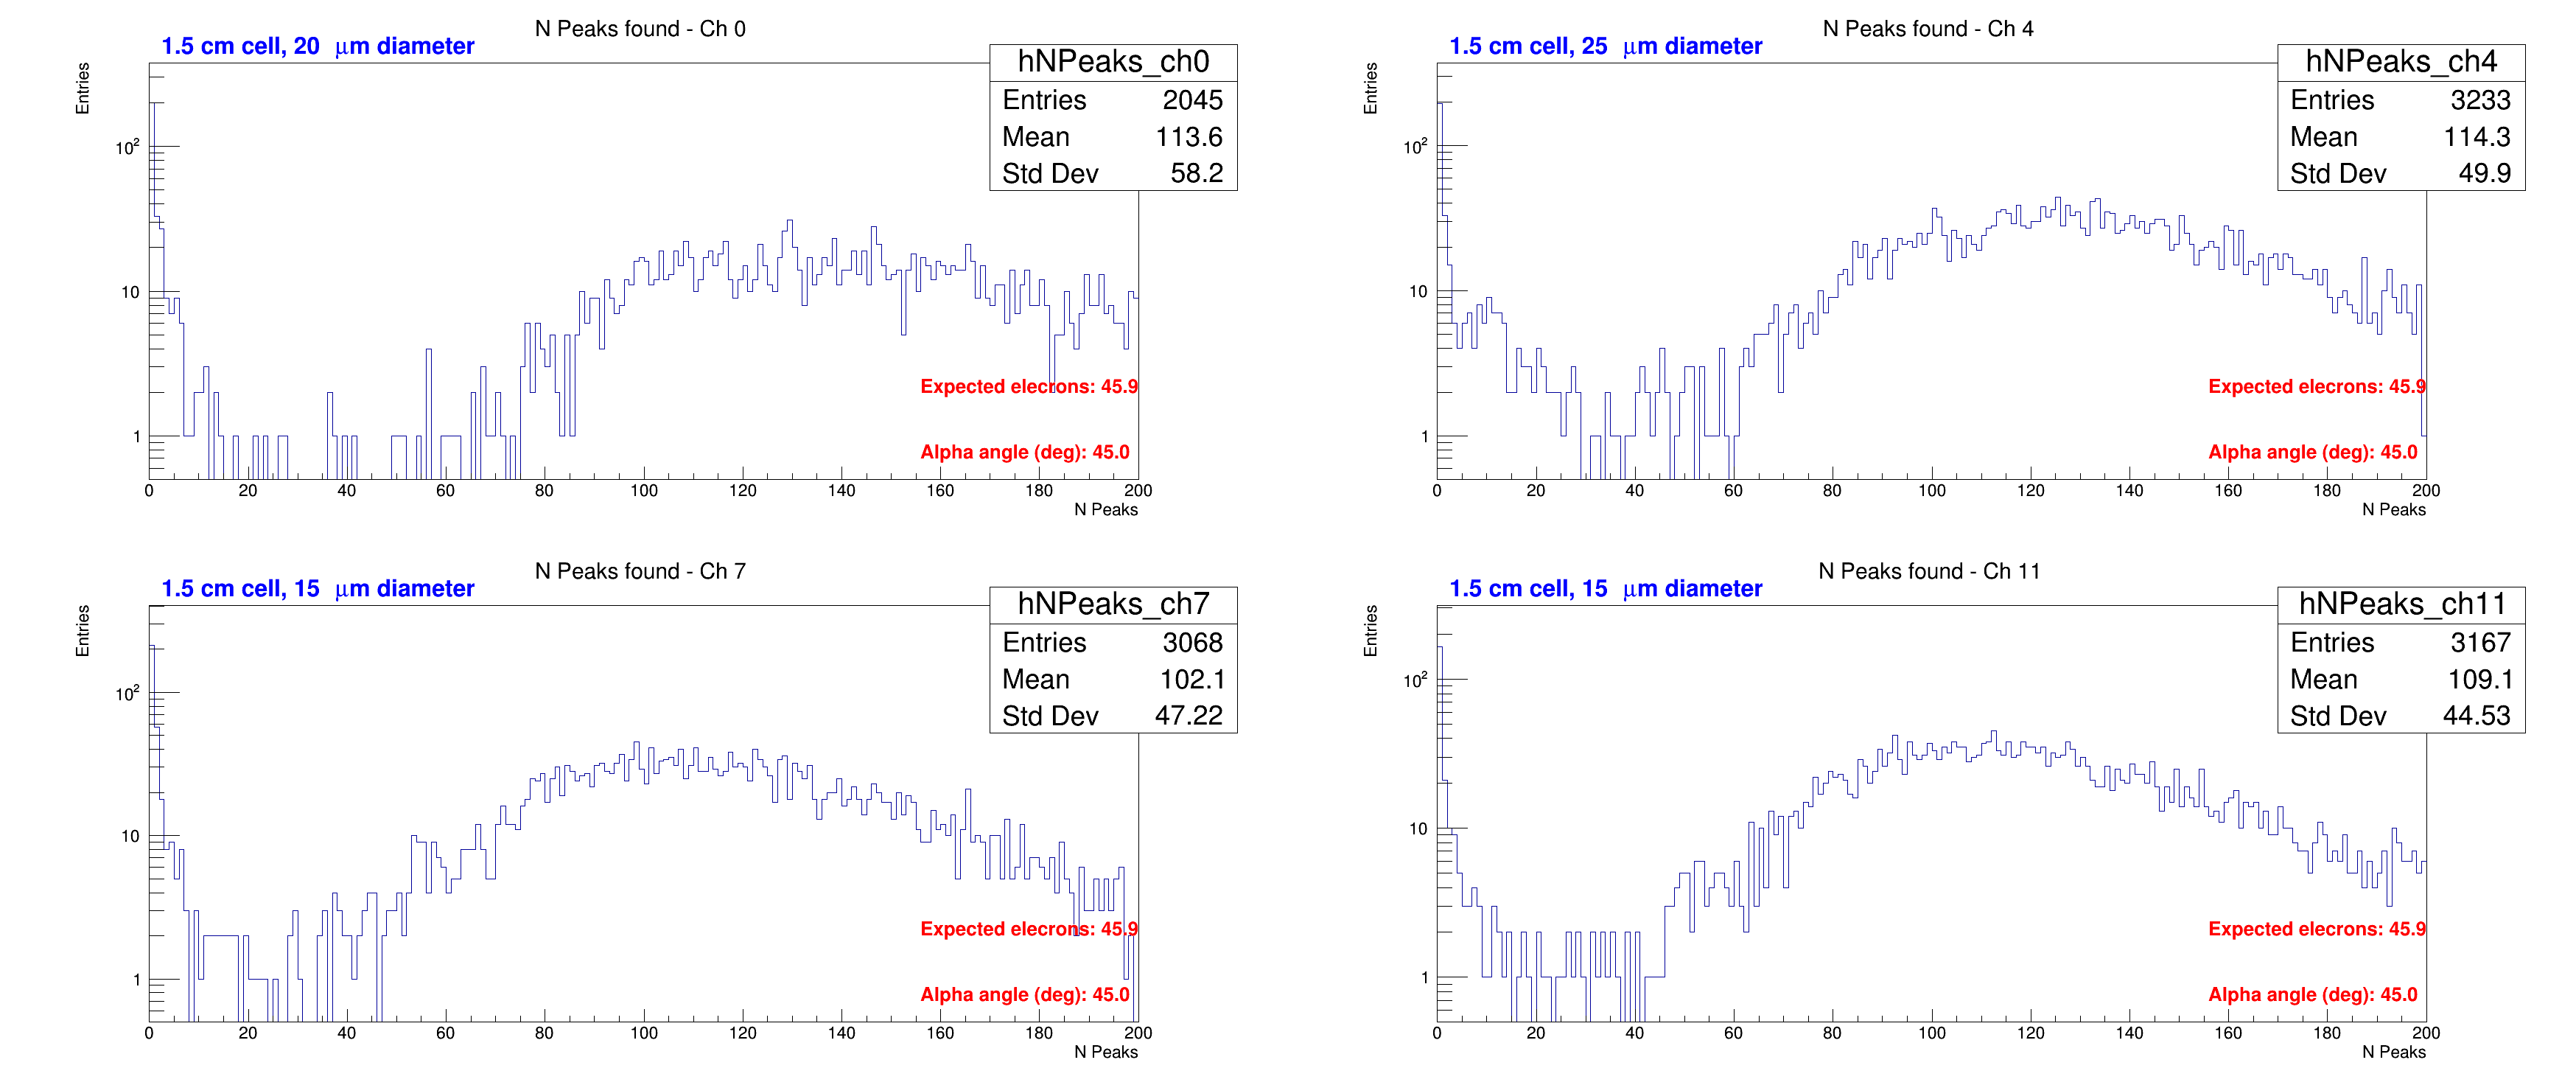 N Peaks found - Ch 0
1.5 cm cell, 20 μm diameter
hNPeaks_ch0
Entries 2045
Mean 113.6
Std Dev 58.2
Entries
10²
10
1
Expected elecrons: 45.9
Alpha angle (deg): 45.0
0 20 40 60 80 100 120 140 160 180 200
N Peaks
N Peaks found - Ch 4
1.5 cm cell, 25 μm diameter
hNPeaks_ch4
Entries 3233
Mean 114.3
Std Dev 49.9
Entries
10²
10
1
Expected elecrons: 45.9
Alpha angle (deg): 45.0
0 20 40 60 80 100 120 140 160 180 200
N Peaks
N Peaks found - Ch 7
1.5 cm cell, 15 μm diameter
hNPeaks_ch7
Entries 3068
Mean 102.1
Std Dev 47.22
Entries
10²
10
1
Expected elecrons: 45.9
Alpha angle (deg): 45.0
0 20 40 60 80 100 120 140 160 180 200
N Peaks
N Peaks found - Ch 11
1.5 cm cell, 15 μm diameter
hNPeaks_ch11
Entries 3167
Mean 109.1
Std Dev 44.53
Entries
10²
10
1
Expected elecrons: 45.9
Alpha angle (deg): 45.0
0 20 40 60 80 100 120 140 160 180 200
N Peaks